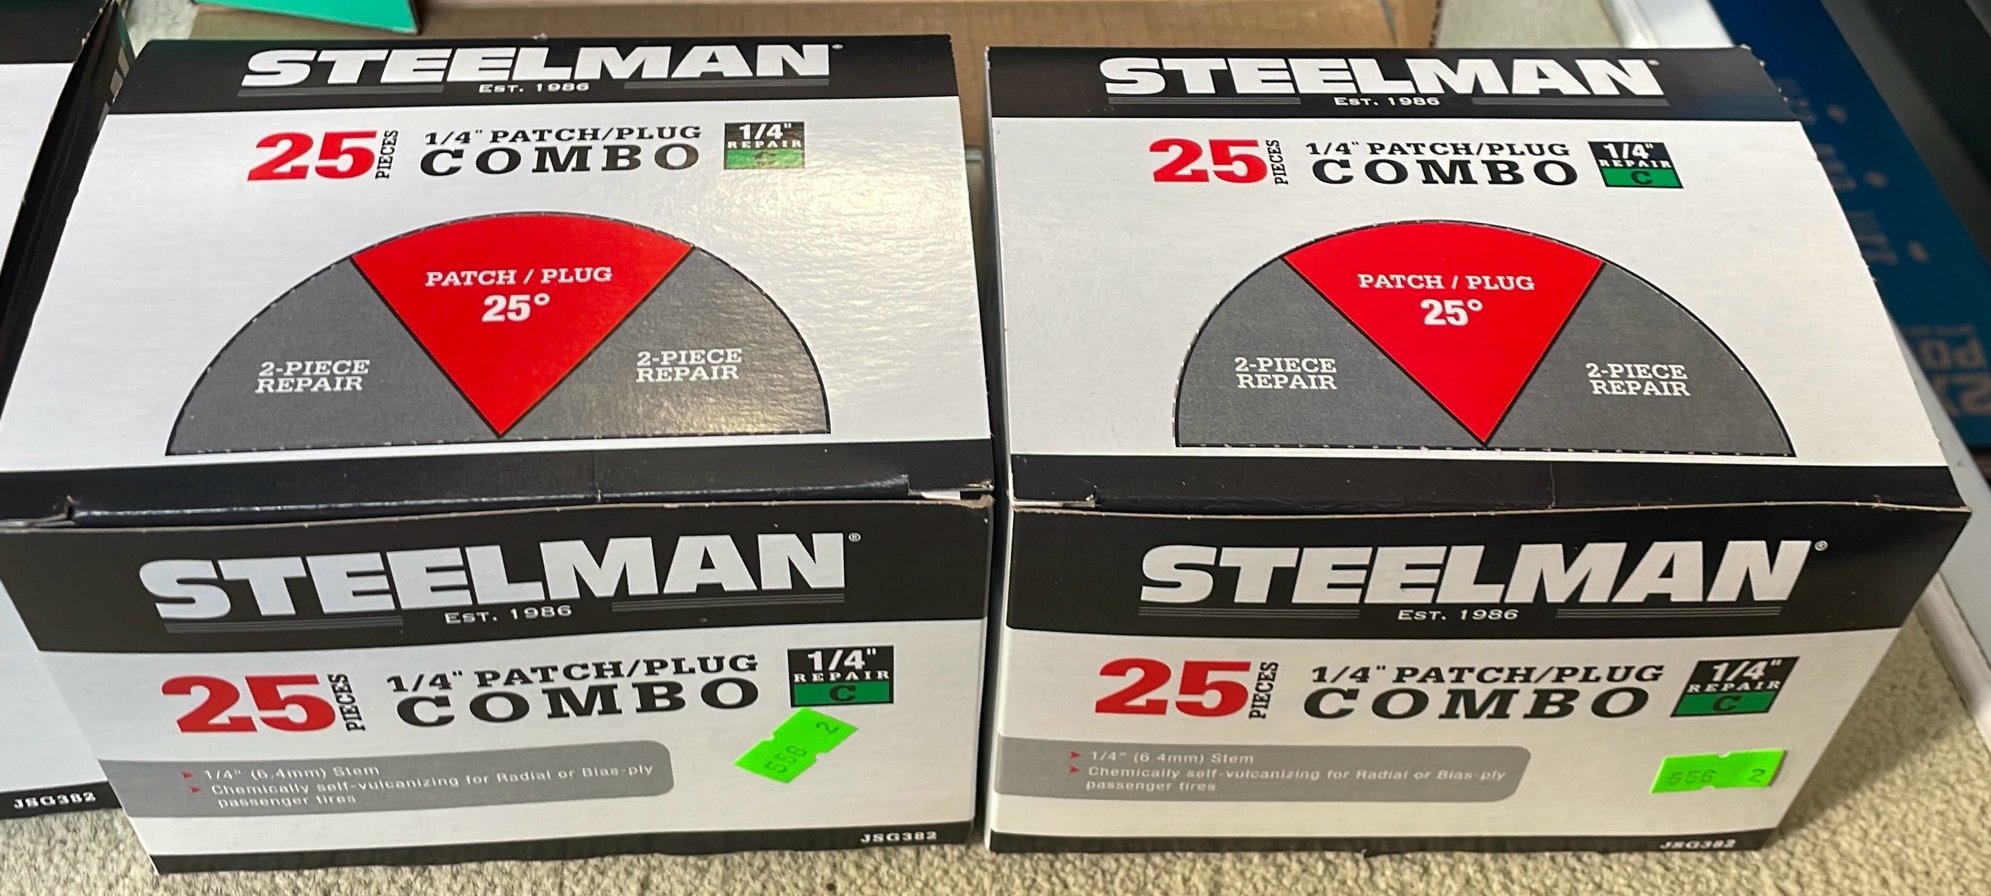 STEELMAN
EST. 1986
25 PIECES
1/4" PATCH/PLUG
COMBO
1/4"
REPAIR
C
PATCH / PLUG
25°
2-PIECE
REPAIR
2-PIECE
REPAIR
STEELMAN®
EST. 1986
25 PIECES
1/4" PATCH/PLUG
COMBO
1/4"
REPAIR
C
1/4" (6.4mm) Stem
Chemically self-vulcanizing for Radial or Bias-ply
passenger tires
556 2
JSG382
STEELMAN
EST. 1986
25 PIECES
1/4" PATCH/PLUG
COMBO
1/4"
REPAIR
C
PATCH / PLUG
25°
2-PIECE
REPAIR
2-PIECE
REPAIR
STEELMAN®
EST. 1986
25 PIECES
1/4" PATCH/PLUG
COMBO
1/4"
REPAIR
C
1/4" (6.4mm) Stem
Chemically self-vulcanizing for Radial or Bias-ply
passenger tires
556 2
JSG382
JSG382